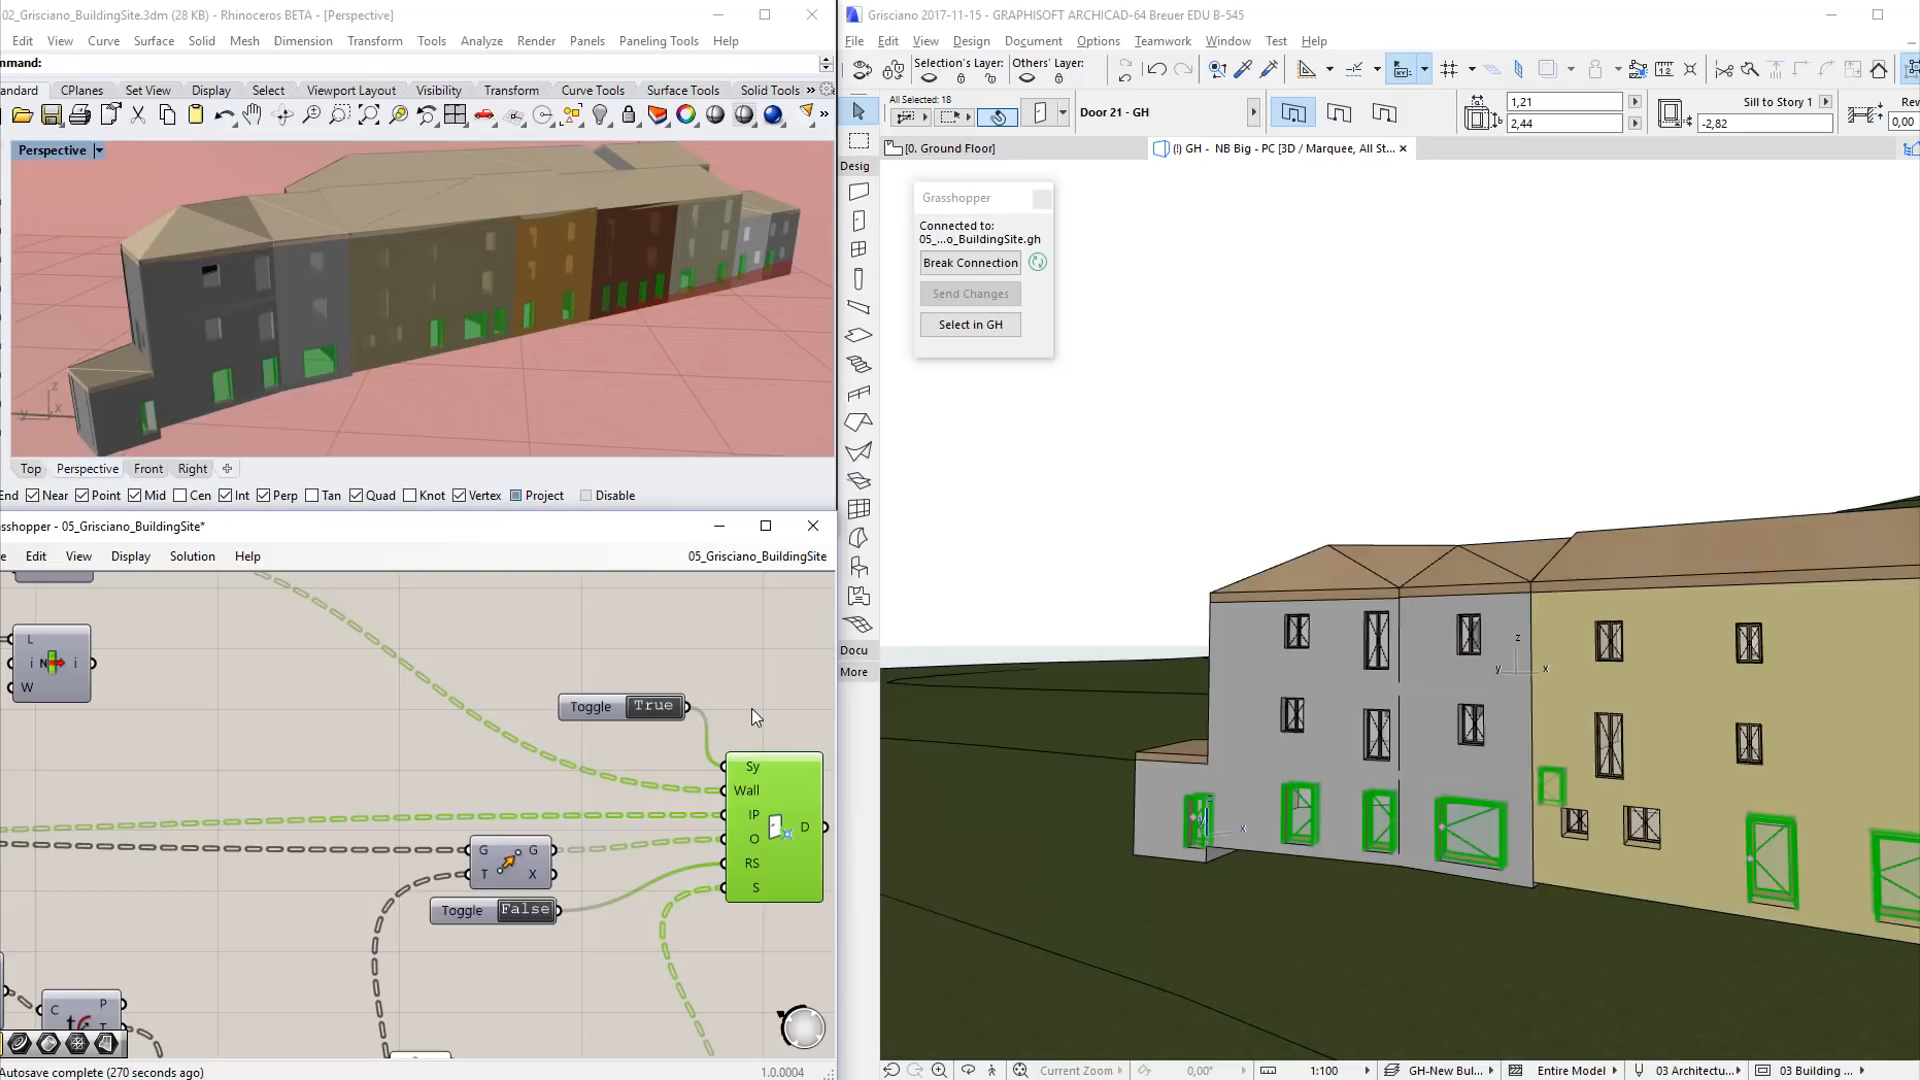 02_Grisciano_BuildingSite.3dm (28 KB) - Rhinoceros BETA - [Perspective]
Edit View Curve Surface Solid Mesh Dimension Transform Tools Analyze Render Panels Paneling Tools Help
mmand:
andard CPlanes Set View Display Select Viewport Layout Visibility Transform Curve Tools Surface Tools Solid Tools »
»
Perspective
z
y x
Top Perspective Front Right
End Near Point Mid Cen Int Perp Tan Quad Knot Vertex Project Disable
sshopper - 05_Grisciano_BuildingSite*
e Edit View Display Solution Help 05_Grisciano_BuildingSite
L
i N i
W
Toggle True
Sy
Wall
IP
O
RS
S
D
G G
T X
Toggle False
C P
T
Autosave complete (270 seconds ago) 1.0.0004
Grisciano 2017-11-15 - GRAPHISOFT ARCHICAD-64 Breuer EDU B-545
File Edit View Design Document Options Teamwork Window Test Help
Selection's Layer: Others' Layer:
All Selected: 18
Door 21 - GH
1,21
2,44
Sill to Story 1
-2,82
Rev
0,00
[0. Ground Floor] (!) GH - NB Big - PC [3D / Marquee, All St...
Desig
Docu
More
Grasshopper
Connected to:
05_...o_BuildingSite.gh
Break Connection
Send Changes
Select in GH
z
y x
x
Current Zoom 0,00° 1:100 GH-New Bul... Entire Model 03 Architectu... 03 Building ...